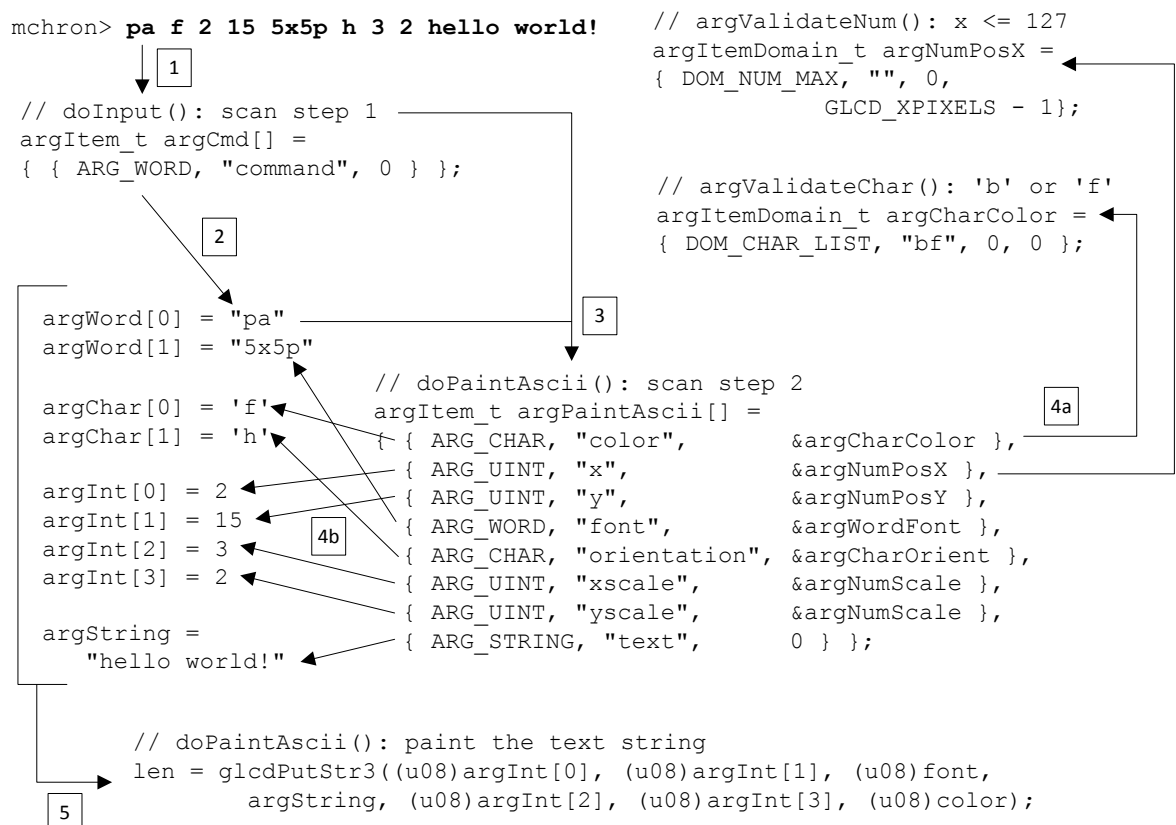 mchron> pa f 2 15 5x5p h 3 2 hello world!
1
// doInput(): scan step 1
argItem_t argCmd[] =
{ { ARG_WORD, "command", 0 } };
// argValidateNum(): x <= 127
argItemDomain_t argNumPosX =
{ DOM_NUM_MAX, "", 0,
GLCD_XPIXELS - 1};
// argValidateChar(): 'b' or 'f'
argItemDomain_t argCharColor =
{ DOM_CHAR_LIST, "bf", 0, 0 };
2
argWord[0] = "pa"
argWord[1] = "5x5p"
argChar[0] = 'f'
argChar[1] = 'h'
argInt[0] = 2
argInt[1] = 15
argInt[2] = 3
argInt[3] = 2
argString =
"hello world!"
3
4b
// doPaintAscii(): scan step 2
argItem_t argPaintAscii[] =
{ { ARG_CHAR, "color", &argCharColor },
{ ARG_UINT, "x", &argNumPosX },
{ ARG_UINT, "y", &argNumPosY },
{ ARG_WORD, "font", &argWordFont },
{ ARG_CHAR, "orientation", &argCharOrient },
{ ARG_UINT, "xscale", &argNumScale },
{ ARG_UINT, "yscale", &argNumScale },
{ ARG_STRING, "text", 0 } };
4a
// doPaintAscii(): paint the text string
len = glcdPutStr3((u08)argInt[0], (u08)argInt[1], (u08)font,
argString, (u08)argInt[2], (u08)argInt[3], (u08)color);
5